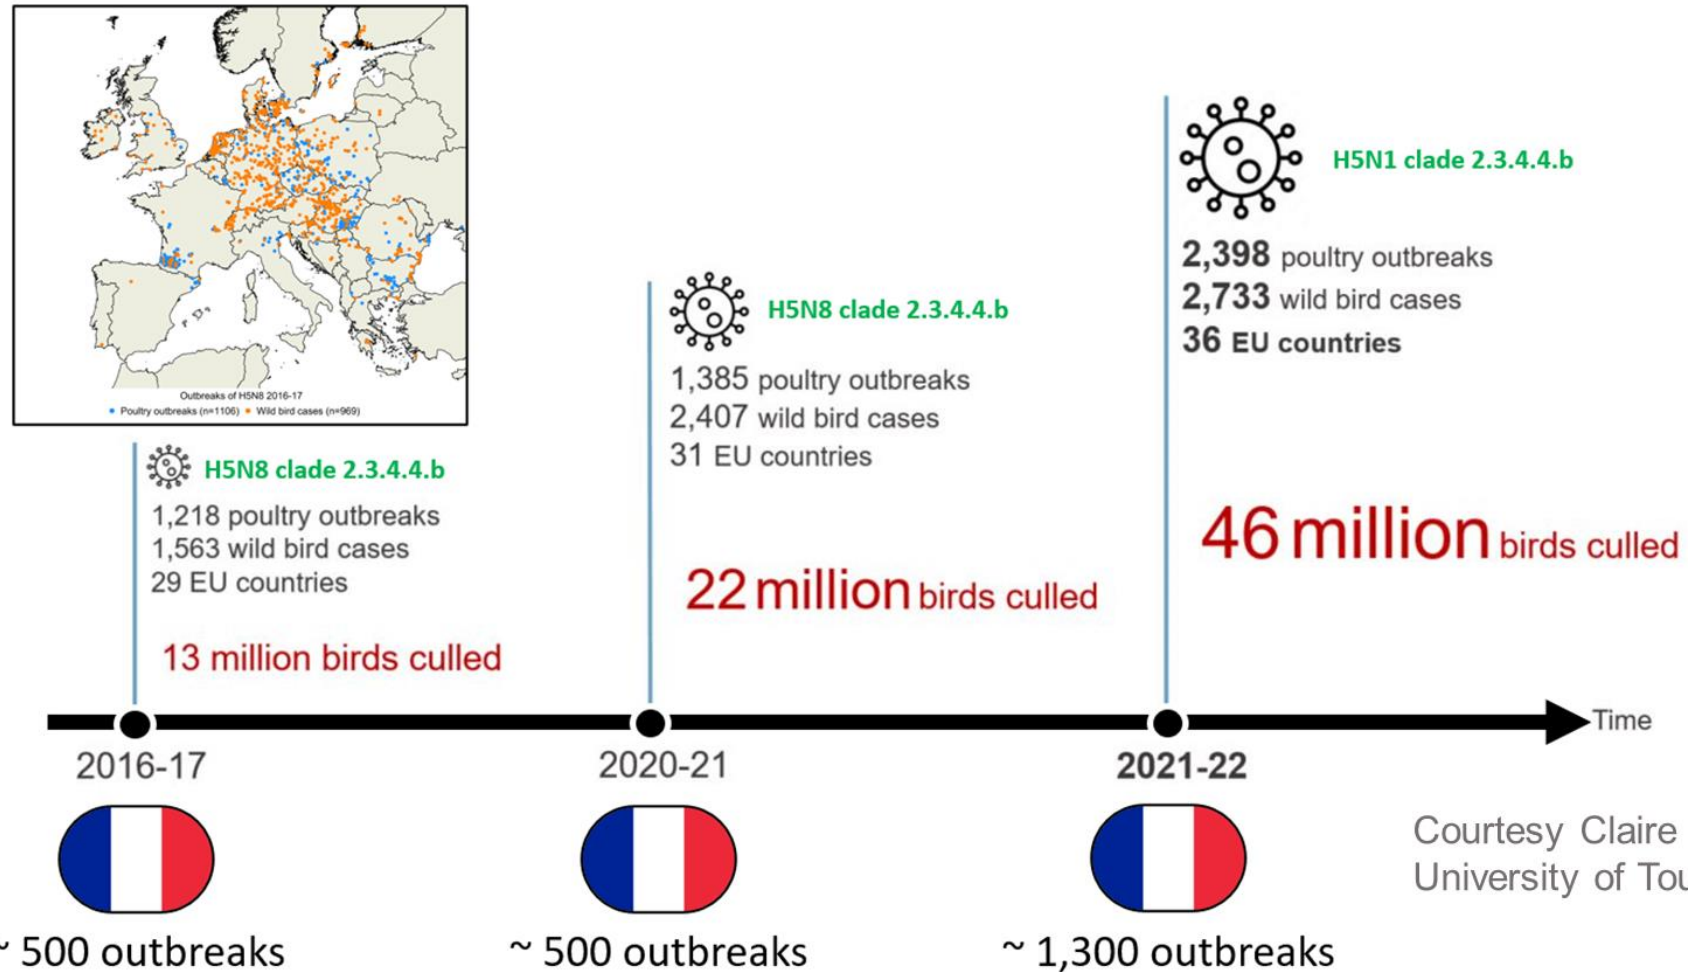 Outbreaks of H5N8 2016-17
Poultry outbreaks (n=1106) Wild bird cases (n=969)
H5N8 clade 2.3.4.4.b
1,218 poultry outbreaks
1,563 wild bird cases
29 EU countries
13 million birds culled
H5N8 clade 2.3.4.4.b
1,385 poultry outbreaks
2,407 wild bird cases
31 EU countries
22 million birds culled
H5N1 clade 2.3.4.4.b
2,398 poultry outbreaks
2,733 wild bird cases
36 EU countries
46 million birds culled
Time
2016-17
2020-21
2021-22
Courtesy Claire
University of
~ 500 outbreaks
~ 500 outbreaks
~ 1,300 outbreaks